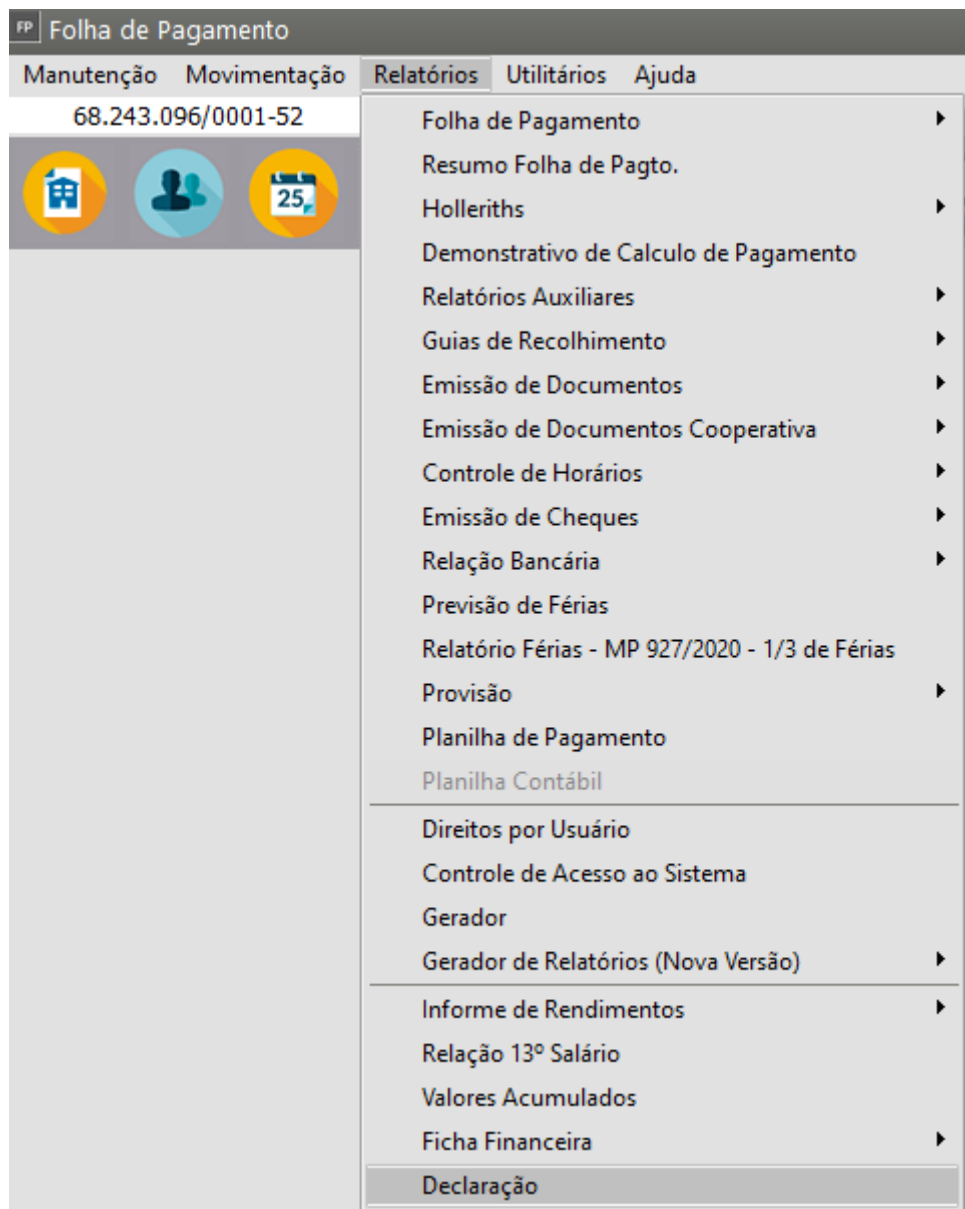 FP Folha de Pagamento
Manutenção Movimentação Relatórios Utilitários Ajuda
68.243.096/0001-52
25
Folha de Pagamento
Resumo Folha de Pagto.
Holleriths
Demonstrativo de Calculo de Pagamento
Relatórios Auxiliares
Guias de Recolhimento
Emissão de Documentos
Emissão de Documentos Cooperativa
Controle de Horários
Emissão de Cheques
Relação Bancária
Previsão de Férias
Relatório Férias - MP 927/2020 - 1/3 de Férias
Provisão
Planilha de Pagamento
Planilha Contábil
Direitos por Usuário
Controle de Acesso ao Sistema
Gerador
Gerador de Relatórios (Nova Versão)
Informe de Rendimentos
Relação 13º Salário
Valores Acumulados
Ficha Financeira
Declaração